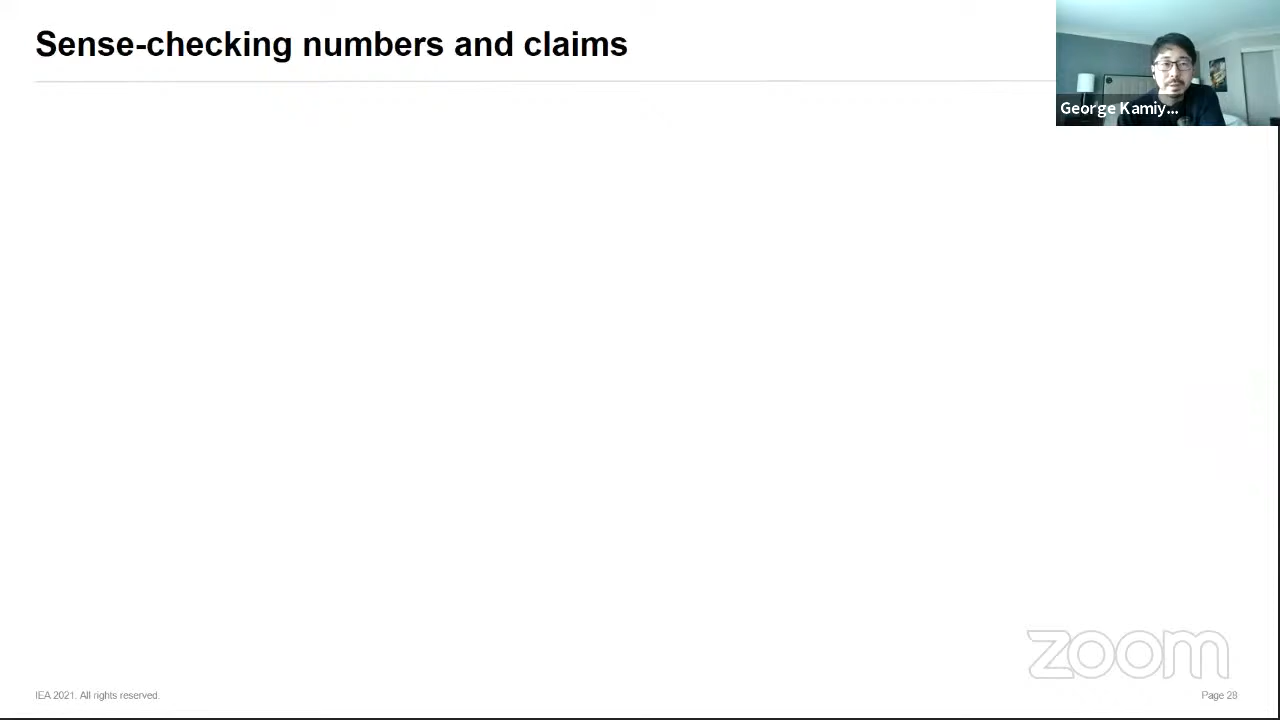 Sense-checking numbers and claims
George Kamiy...
zoom
IEA 2021. All rights reserved.
Page 28